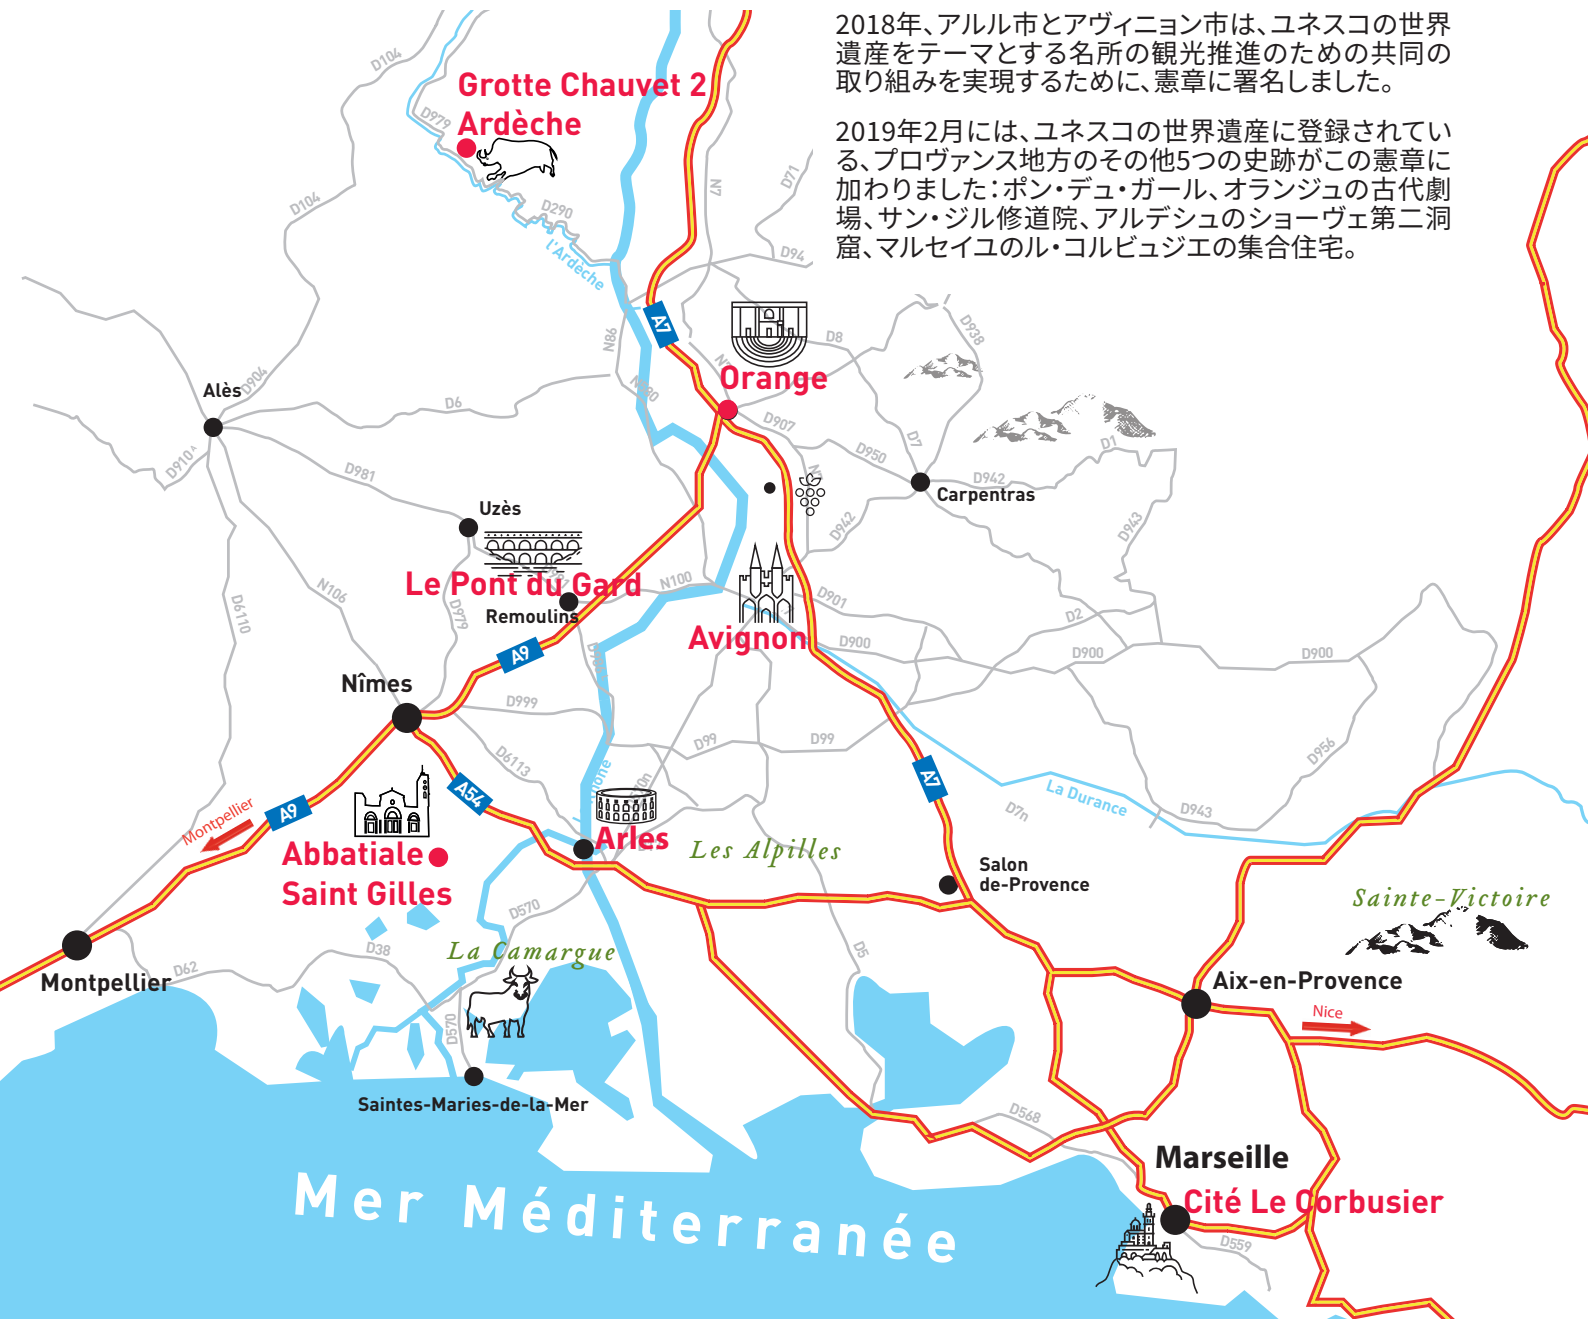 2018年、アルル市とアヴィニョン市は、ユネスコの世界
遺産をテーマとする名所の観光推進のための共同の
取り組みを実現するために、憲章に署名しました。
2019年2月には、ユネスコの世界遺産に登録されてい
る、プロヴァンス地方のその他5つの史跡がこの憲章に
加わりました：ポン・デュ・ガール、オランジュの古代劇
場、サン・ジル修道院、アルデシュのショーヴェ第二洞
窟、マルセイユのル・コルビュジエの集合住宅。
D104
Grotte Chauvet 2
Ardèche
D979
D104
D290
l'Ardèche
N7
D71
D94
A7
N86
D8
D938
Orange
Alès
D904
D6
D907
D7
D950
D1
D910A
D981
D942
Carpentras
Uzès
D942
D943
Le Pont du Gard
N100
Remoulins
N106
D6110
D979
D901
D2
Avignon
D900
D900
D900
A9
Nîmes
D999
D99
D99
D6113
D956
A54
A7
La Durance
D943
D7n
Montpellier
A9
Abbatiale
Saint Gilles
Arles
Les Alpilles
Salon
de-Provence
Sainte-Victoire
D570
La Camargue
D38
D62
D5
Montpellier
Aix-en-Provence
Nice
D570
Saintes-Maries-de-la-Mer
D568
Marseille
Cité Le Corbusier
D559
Mer Méditerranée